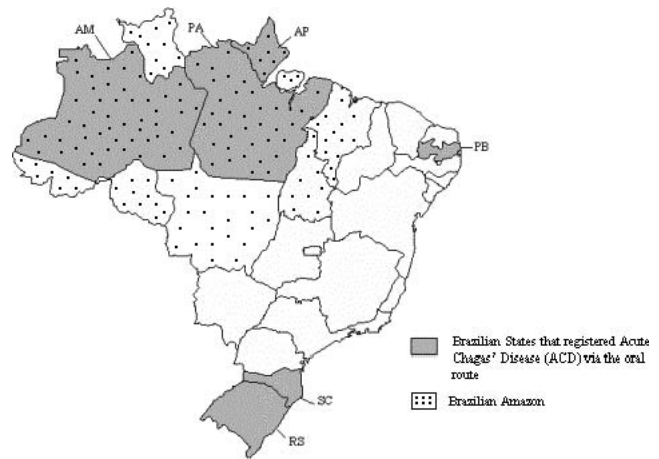 AM
PA
AP
PB
Brazilian States that registered Acute
Chagas' Disease (ACD) via the oral
route
Brazilian Amazon
SC
RS